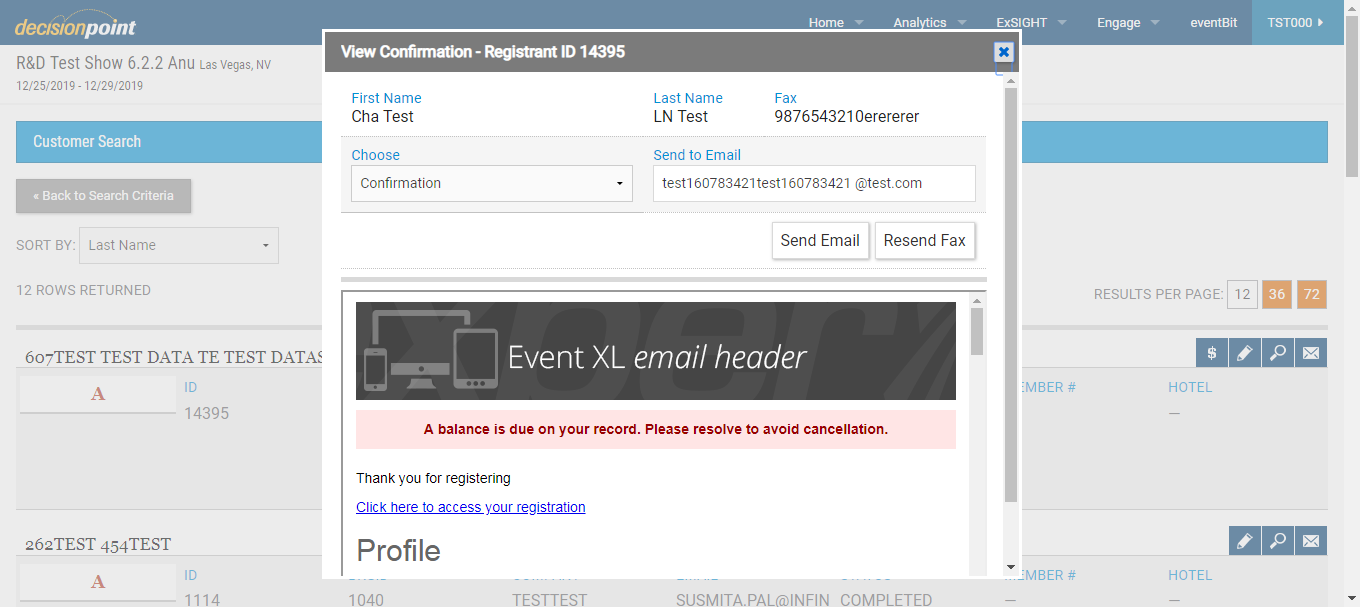 decisionpoint
Home Analytics ExSIGHT Engage eventBit TST000
R&D Test Show 6.2.2 Anu Las Vegas, NV
12/25/2019 - 12/29/2019
View Confirmation - Registrant ID 14395
First Name Last Name Fax
Cha Test LN Test 9876543210erererer
Customer Search
Choose Send to Email
Confirmation test160783421test160783421 @test.com
« Back to Search Criteria
SORT BY: Last Name
Send Email Resend Fax
12 ROWS RETURNED
RESULTS PER PAGE: 12 36 72
Event XL email header
607TEST TEST DATA TE TEST DATAS
$
A ID
14395
MEMBER # HOTEL
—
A balance is due on your record. Please resolve to avoid cancellation.
Thank you for registering
Click here to access your registration
Profile
262TEST 454TEST
A ID MEMBER # HOTEL
1114 1040 TESTTEST SUSMITA.PAL@INFIN COMPLETED — —